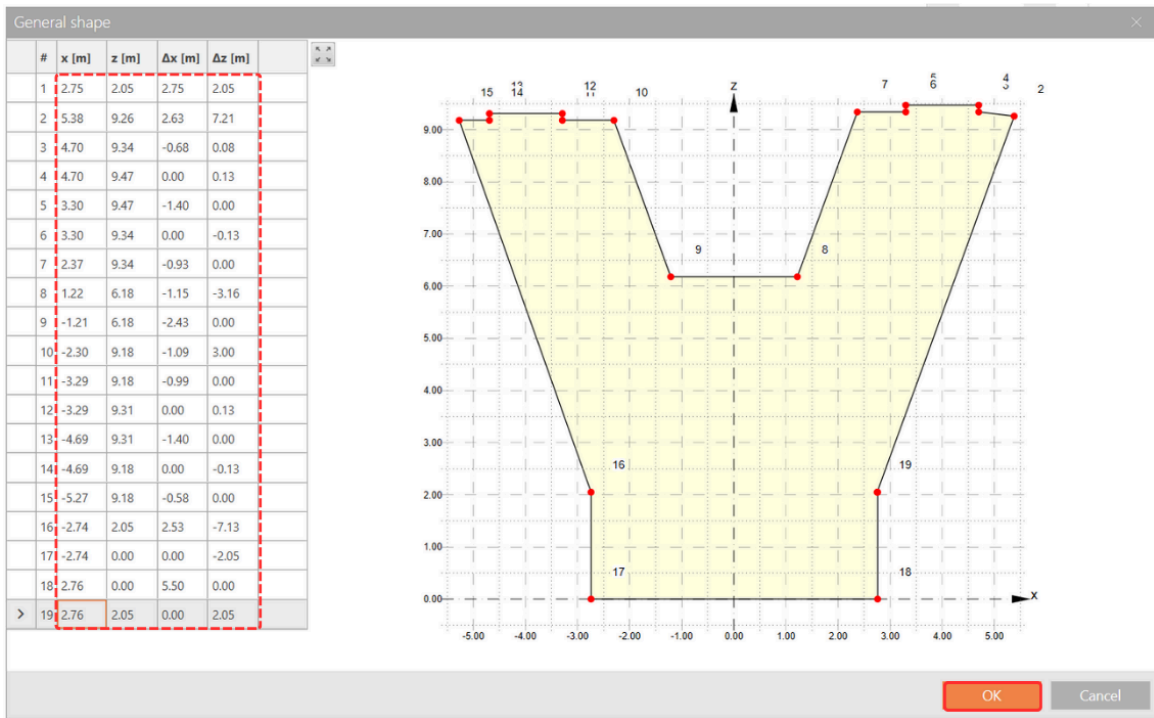 General shape
# x [m] z [m] Δx [m] Δz [m]
1 2.75 2.05 2.75 2.05
2 5.38 9.26 2.63 7.21
3 4.70 9.34 -0.68 0.08
4 4.70 9.47 0.00 0.13
5 3.30 9.47 -1.40 0.00
6 3.30 9.34 0.00 -0.13
7 2.37 9.34 -0.93 0.00
8 1.22 6.18 -1.15 -3.16
9 -1.21 6.18 -2.43 0.00
10 -2.30 9.18 -1.09 3.00
11 -3.29 9.18 -0.99 0.00
12 -3.29 9.31 0.00 0.13
13 -4.69 9.31 -1.40 0.00
14 -4.69 9.18 0.00 -0.13
15 -5.27 9.18 -0.58 0.00
16 -2.74 2.05 2.53 -7.13
17 -2.74 0.00 0.00 -2.05
18 2.76 0.00 5.50 0.00
> 19 2.76 2.05 0.00 2.05
15 14 12 10 z 7 6 4 2
9.00
8.00
7.00
9 8
6.00
5.00
4.00
3.00
16 19
2.00
1.00
17 18
0.00 x
-5.00 -4.00 -3.00 -2.00 -1.00 0.00 1.00 2.00 3.00 4.00 5.00
OK Cancel